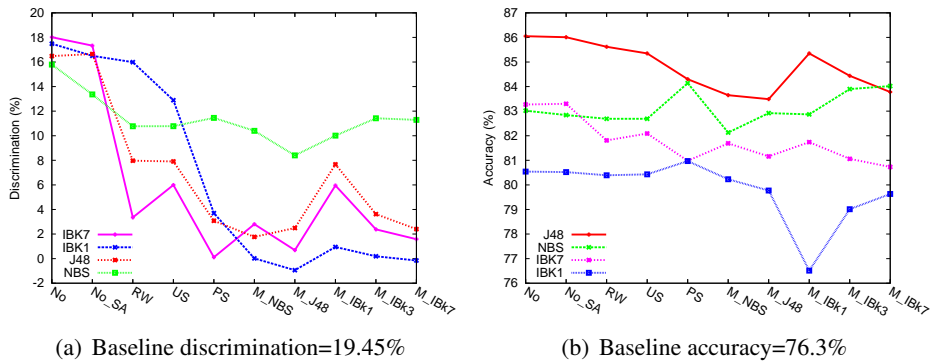 20
18
16
14
12
10
8
6
4
2
0
-2
Discrimination (%)
IBK7
IBK1
J48
NBS
No
No_SA
RW
US
PS
M_NBS
M_J48
M_IBk1
M_IBk3
M_IBk7
(a) Baseline discrimination=19.45%
87
86
85
84
83
82
81
80
79
78
77
76
Accuracy (%)
J48
NBS
IBK7
IBK1
No
No_SA
RW
US
PS
M_NBS
M_J48
M_IBk1
M_IBk3
M_IBk7
(b) Baseline accuracy=76.3%